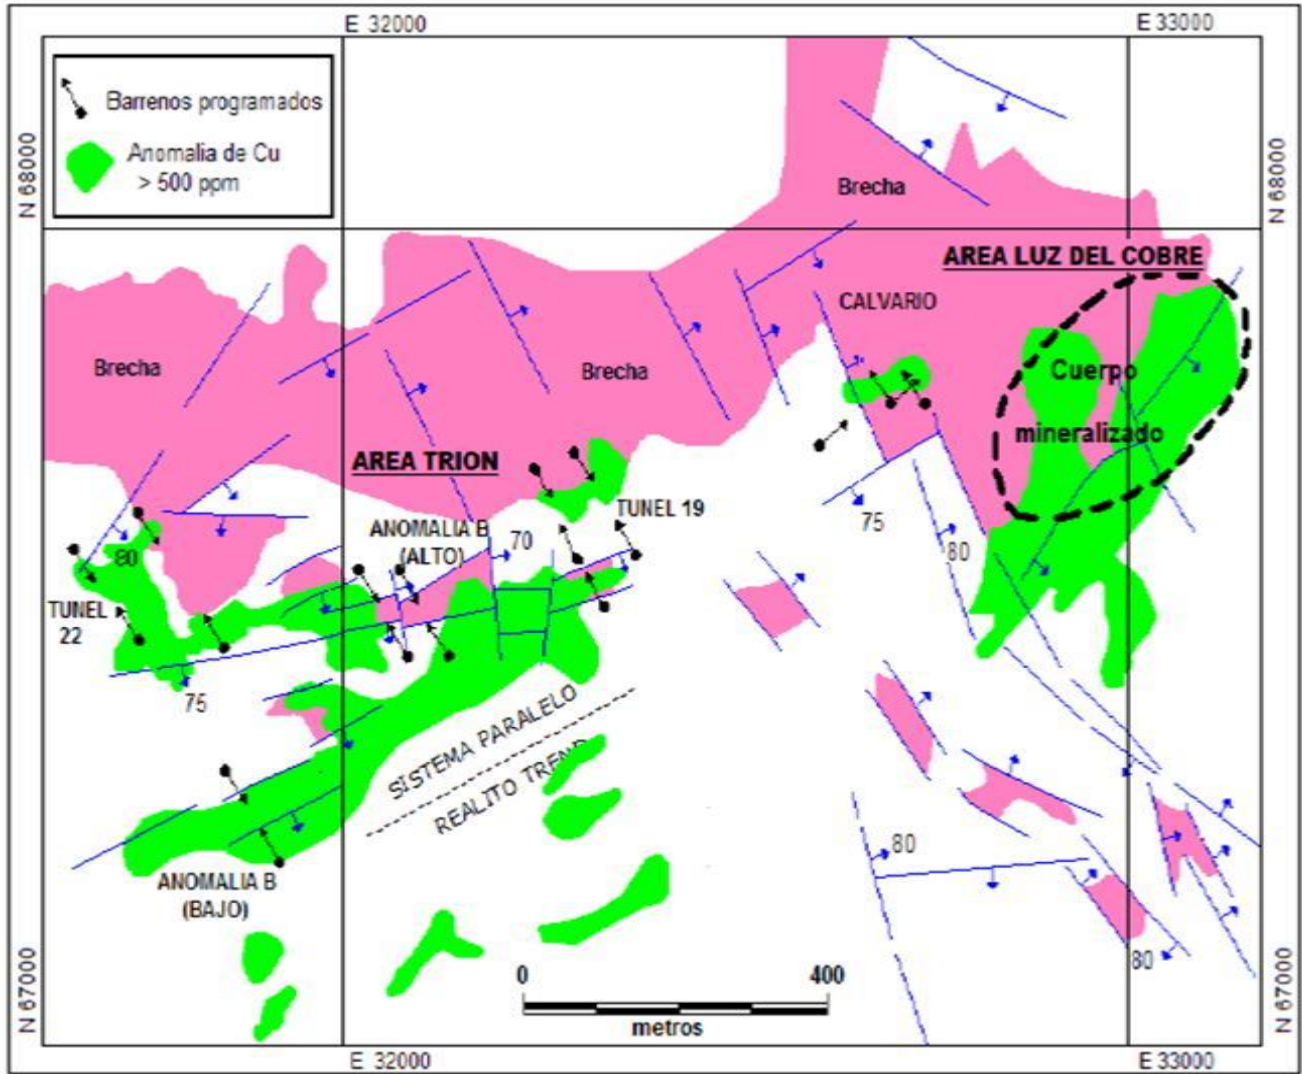 E 32000
E 33000
Barrenos programados
Anomalia de Cu
> 500 ppm
N 68000
N 68000
Brecha
AREA LUZ DEL COBRE
CALVARIO
Brecha
Brecha
Cuerpo
mineralizado
AREA TRION
TUNEL 19
ANOMALIA B
(ALTO)
70
75
80
80
TUNEL
22
75
SISTEMA PARALELO
REALITO TREND
80
ANOMALIA B
(BAJO)
80
0
400
metros
N 67000
N 67000
E 32000
E 33000